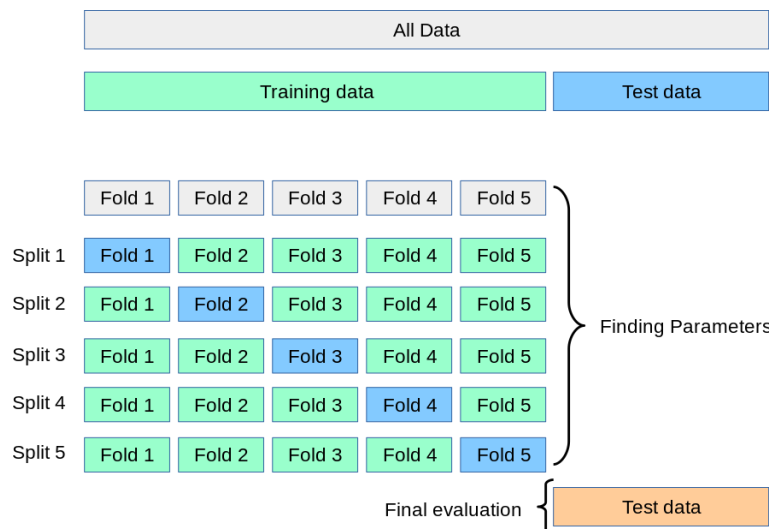 All Data
Training data Test data
Fold 1 Fold 2 Fold 3 Fold 4 Fold 5
Split 1 Fold 1 Fold 2 Fold 3 Fold 4 Fold 5
Split 2 Fold 1 Fold 2 Fold 3 Fold 4 Fold 5
Finding Parameters
Split 3 Fold 1 Fold 2 Fold 3 Fold 4 Fold 5
Split 4 Fold 1 Fold 2 Fold 3 Fold 4 Fold 5
Split 5 Fold 1 Fold 2 Fold 3 Fold 4 Fold 5
Final evaluation Test data